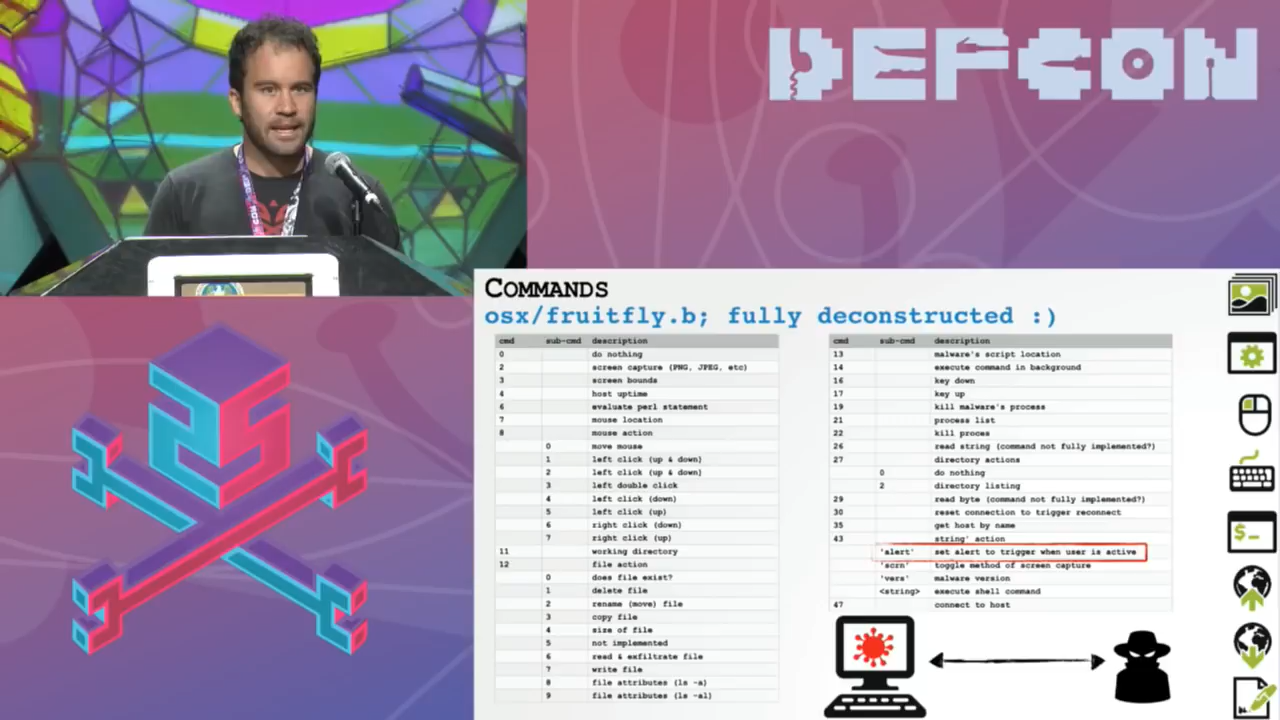 DEFCON
COMMANDS
osx/fruitfly.b; fully deconstructed :)
cmd sub-cmd description
0 do nothing
2 screen capture (PNG, JPEG, etc)
3 screen bounds
4 host uptime
6 evaluate perl statement
7 mouse location
8 mouse action
0 move mouse
1 left click (up & down)
2 left click (up & down)
3 left double click
4 left click (down)
5 left click (up)
6 right click (down)
7 right click (up)
11 working directory
12 file action
0 does file exist?
1 delete file
2 rename (move) file
3 copy file
4 size of file
5 not implemented
6 read & exfiltrate file
7 write file
8 file attributes (ls -a)
9 file attributes (ls -al)
cmd sub-cmd description
13 malware's script location
14 execute command in background
16 key down
17 key up
19 kill malware's process
21 process list
22 kill proces
26 read string (command not fully implemented?)
27 directory actions
0 do nothing
2 directory listing
29 read byte (command not fully implemented?)
30 reset connection to trigger reconnect
35 get host by name
43 string' action
'alert' set alert to trigger when user is active
'scrn' toggle method of screen capture
'vers' malware version
<string> execute shell command
47 connect to host
$_